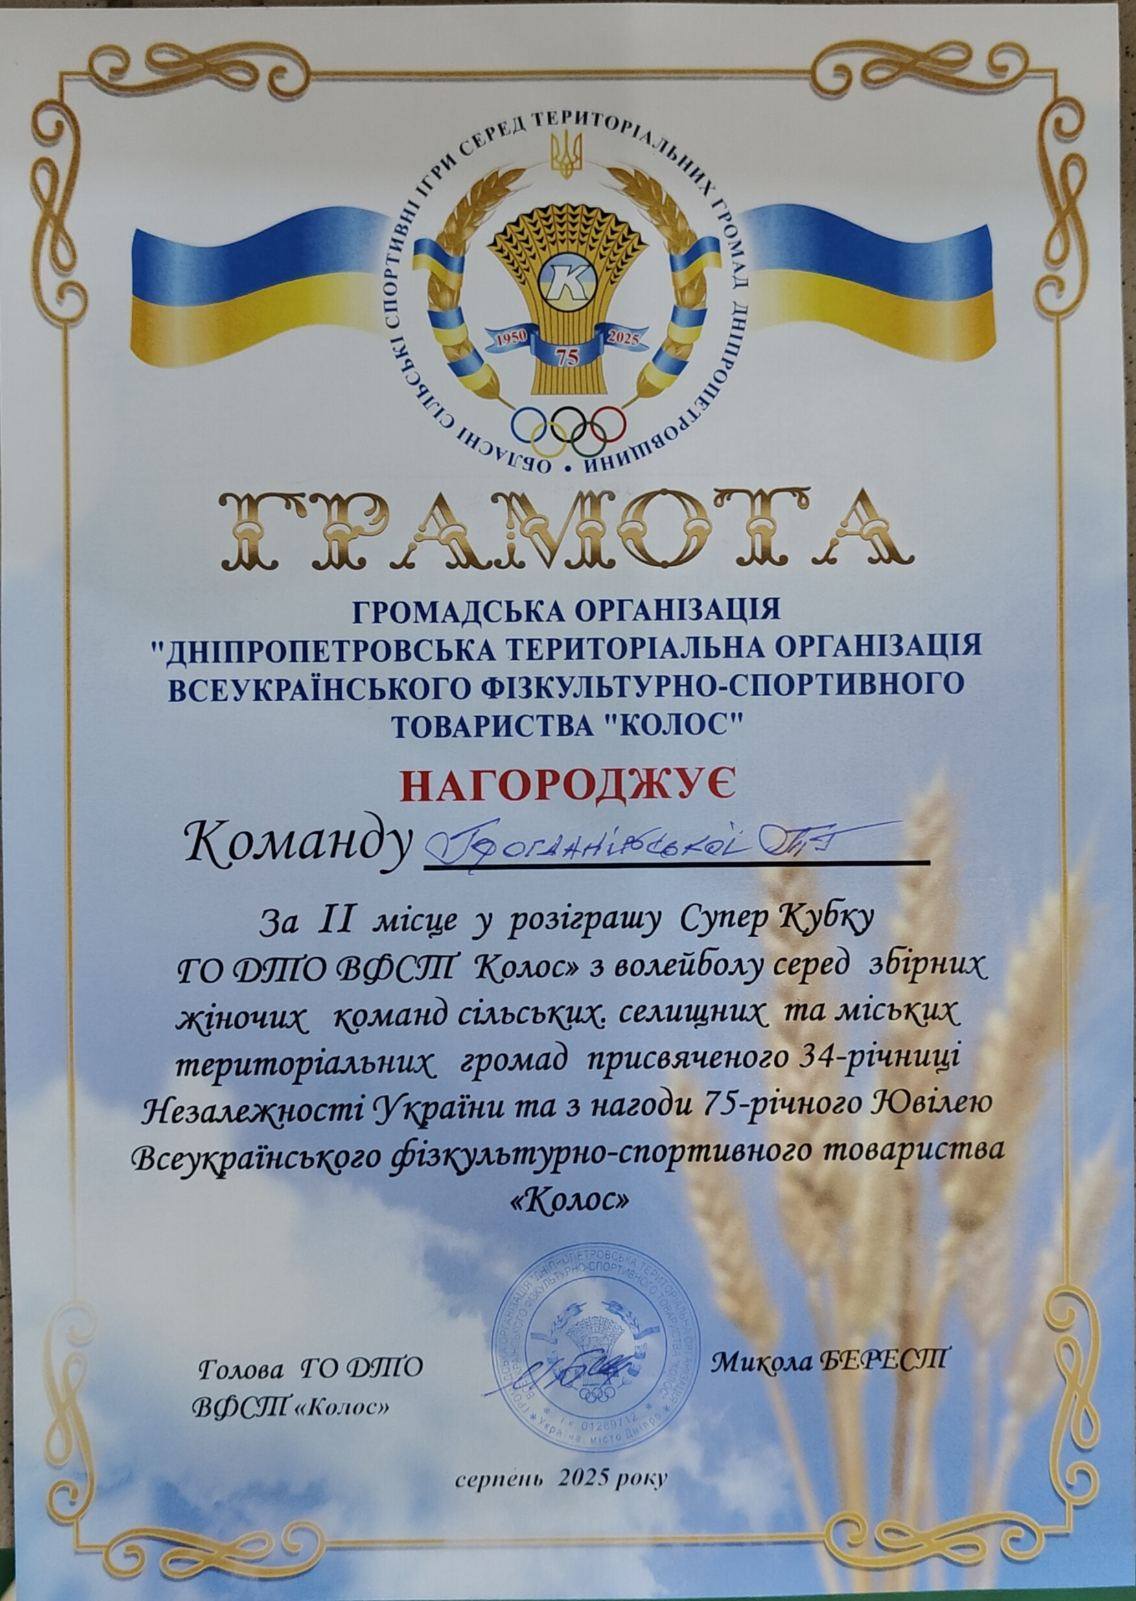 ОБЛАСНІ СІЛЬСЬКІ СПОРТИВНІ ІГРИ СЕРЕД ТЕРИТОРІАЛЬНИХ ГРОМАД ДНІПРОПЕТРОВЩИНИ •
К
1950 75 2025
ГРАМОТА
ГРОМАДСЬКА ОРГАНІЗАЦІЯ
"ДНІПРОПЕТРОВСЬКА ТЕРИТОРІАЛЬНА ОРГАНІЗАЦІЯ
ВСЕУКРАЇНСЬКОГО ФІЗКУЛЬТУРНО-СПОРТИВНОГО
ТОВАРИСТВА "КОЛОС"
НАГОРОДЖУЄ
Команду
За ІІ місце у розіграшу Супер Кубку
ГО ДТО ВФСТ Колос» з волейболу серед збірних
жіночих команд сільських. селищних та міських
територіальних громад присвяченого 34-річниці
Незалежності України та з нагоди 75-річного Ювілею
Всеукраїнського фізкультурно-спортивного товариства
«Колос»
Голова ГО ДТО
ВФСТ «Колос»
Микола БЕРЕСТ
серпень 2025 року